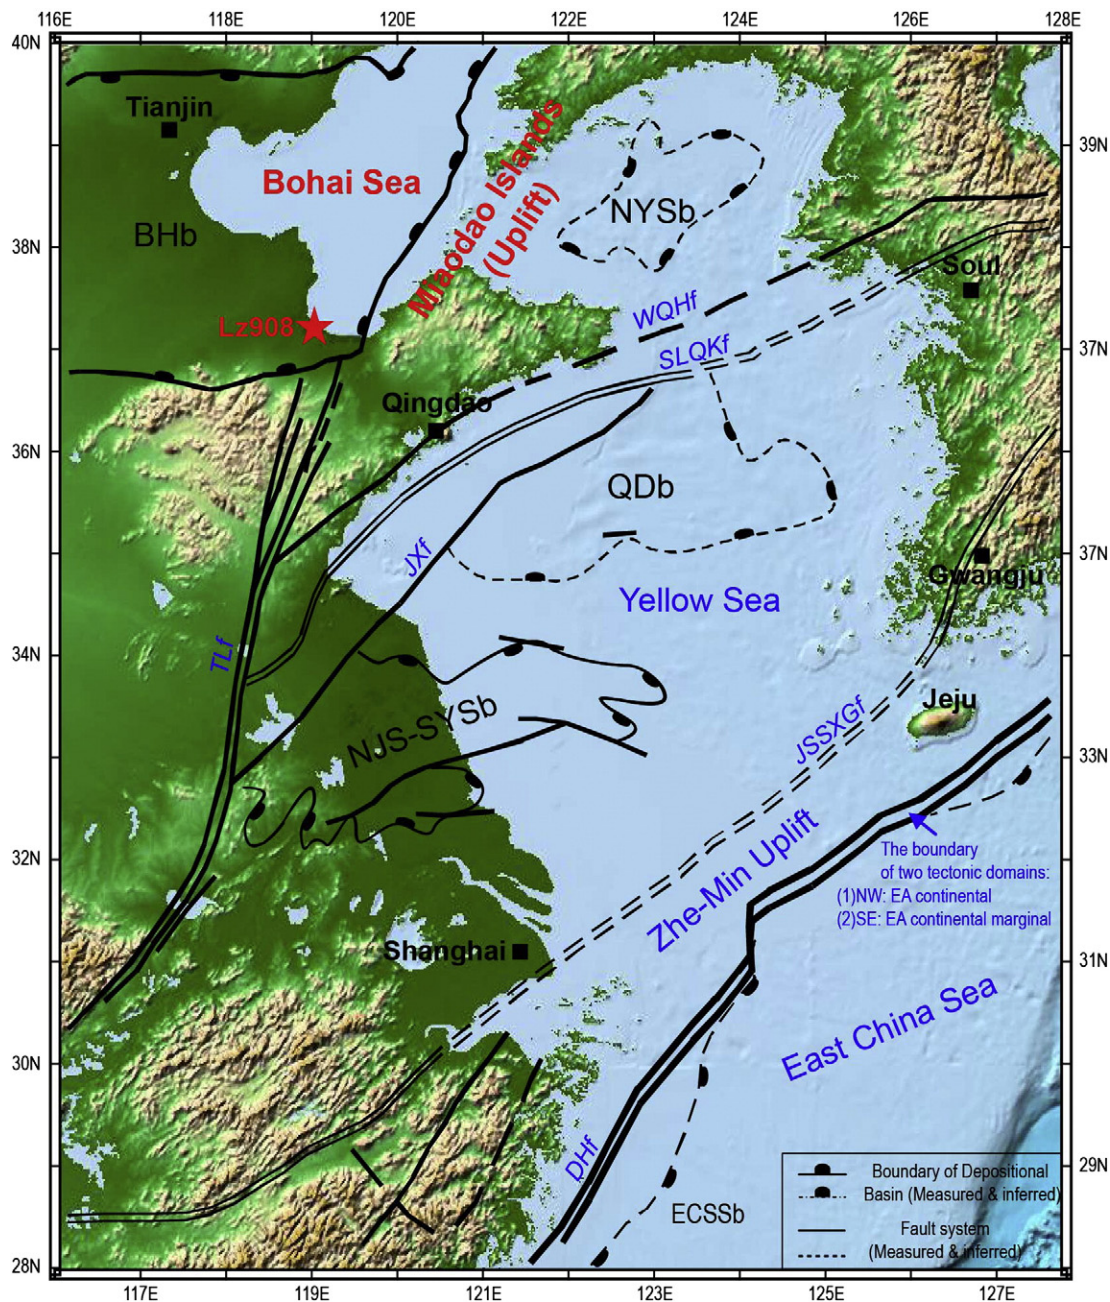 116E 118E 120E 122E 124E 126E 128E
40N
Tianjin
39N
Bohai Sea
Miaodao Islands
(Uplift)
NYSb
BHb
38N
Soul
Lz908
WQHf
SLQKf
37N
Qingdao
36N
QDb
JXf
37N
Gwangju
Yellow Sea
TLf
34N
Jeju
NJS-SYSb
JSSXGf
33N
Zhe-Min Uplift
32N
The boundary
of two tectonic domains:
(1)NW: EA continental
(2)SE: EA continental marginal
Shanghai
31N
East China Sea
30N
DHf
29N
ECSSb
Boundary of Depositional
Basin (Measured & inferred)
Fault system
(Measured & inferred)
28N
117E 118E 119E 121E 122E 123E 125E 127E